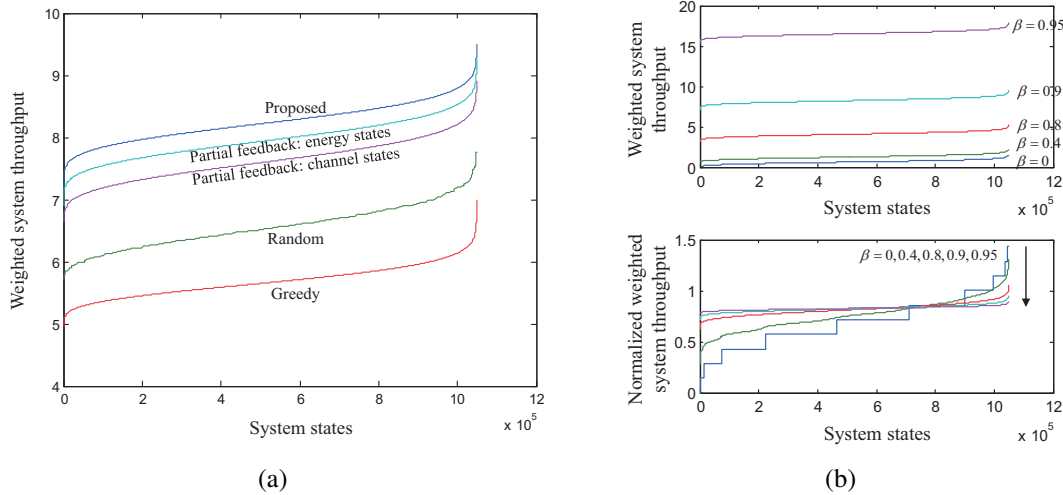 10
9
8
7
6
5
4
Weighted system throughput
Proposed
Partial feedback: energy states
Partial feedback: channel states
Random
Greedy
0
2
4
6
8
10
12
x 10^5
System states
(a)
20
15
10
5
0
Weighted system
throughput
β = 0.95
β = 0.9
β = 0.8
β = 0.4
β = 0
0
2
4
6
8
10
12
System states
x 10^5
1.5
1
0.5
0
Normalized weighted
system throughput
β = 0, 0.4, 0.8, 0.9, 0.95
0
2
4
6
8
10
12
System states
x 10^5
(b)